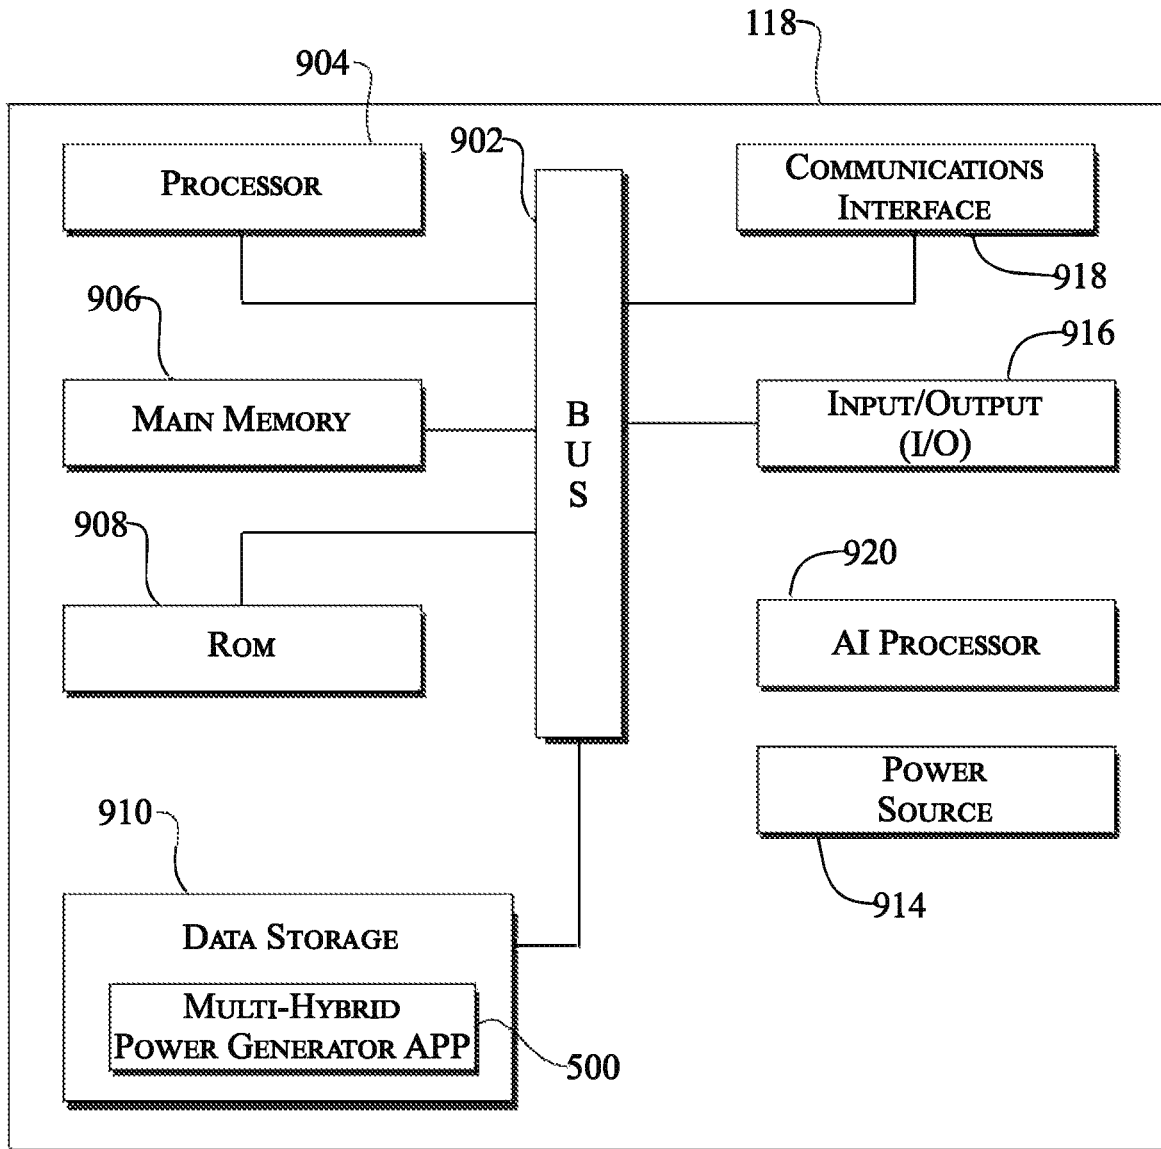 118
904
PROCESSOR
902
COMMUNICATIONS
INTERFACE
918
906
MAIN MEMORY
916
INPUT/OUTPUT
(I/O)
B
U
S
908
ROM
920
AI PROCESSOR
POWER
SOURCE
914
910
DATA STORAGE
MULTI-HYBRID
POWER GENERATOR APP
500